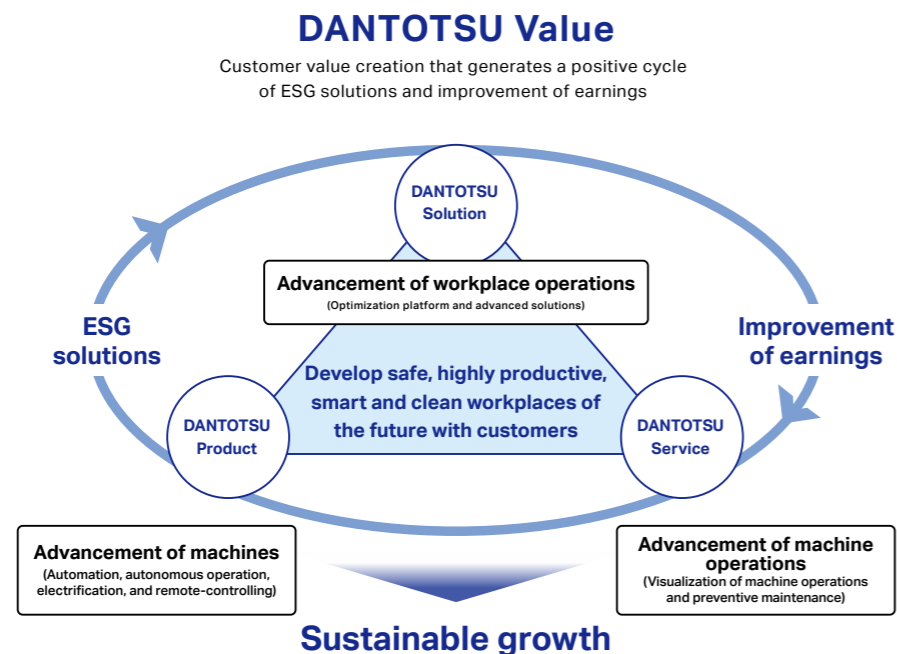 DANTOTSU Value
Customer value creation that generates a positive cycle
of ESG solutions and improvement of earnings
DANTOTSU
Solution
Advancement of workplace operations
(Optimization platform and advanced solutions)
ESG
solutions
Improvement
of earnings
Develop safe, highly productive,
smart and clean workplaces of
the future with customers
DANTOTSU
Product
DANTOTSU
Service
Advancement of machines
(Automation, autonomous operation,
electrification, and remote-controlling)
Advancement of machine
operations
(Visualization of machine operations
and preventive maintenance)
Sustainable growth